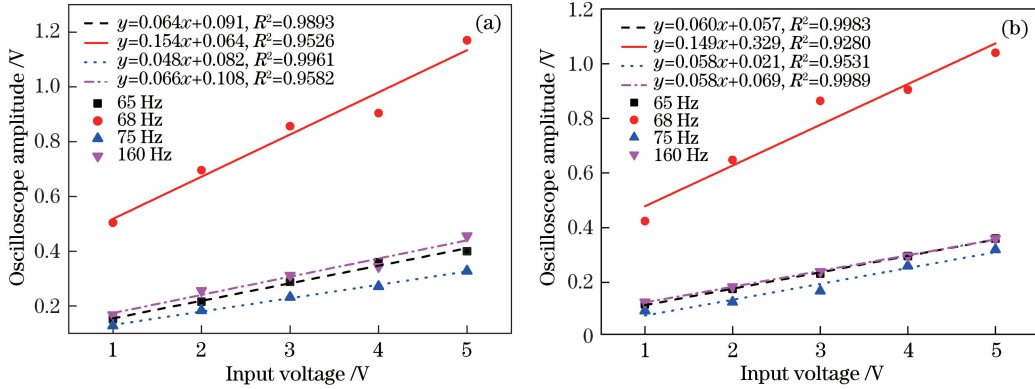 (a)
y=0.064x+0.091, R²=0.9893
y=0.154x+0.064, R²=0.9526
y=0.048x+0.082, R²=0.9961
y=0.066x+0.108, R²=0.9582
65 Hz
68 Hz
75 Hz
160 Hz
Oscilloscope amplitude /V
1.2
1.0
0.8
0.6
0.4
0.2
1 2 3 4 5
Input voltage /V
(b)
y=0.060x+0.057, R²=0.9983
y=0.149x+0.329, R²=0.9280
y=0.058x+0.021, R²=0.9531
y=0.058x+0.069, R²=0.9989
65 Hz
68 Hz
75 Hz
160 Hz
Oscilloscope amplitude /V
1.2
1.0
0.8
0.6
0.4
0.2
0
1 2 3 4 5
Input voltage /V